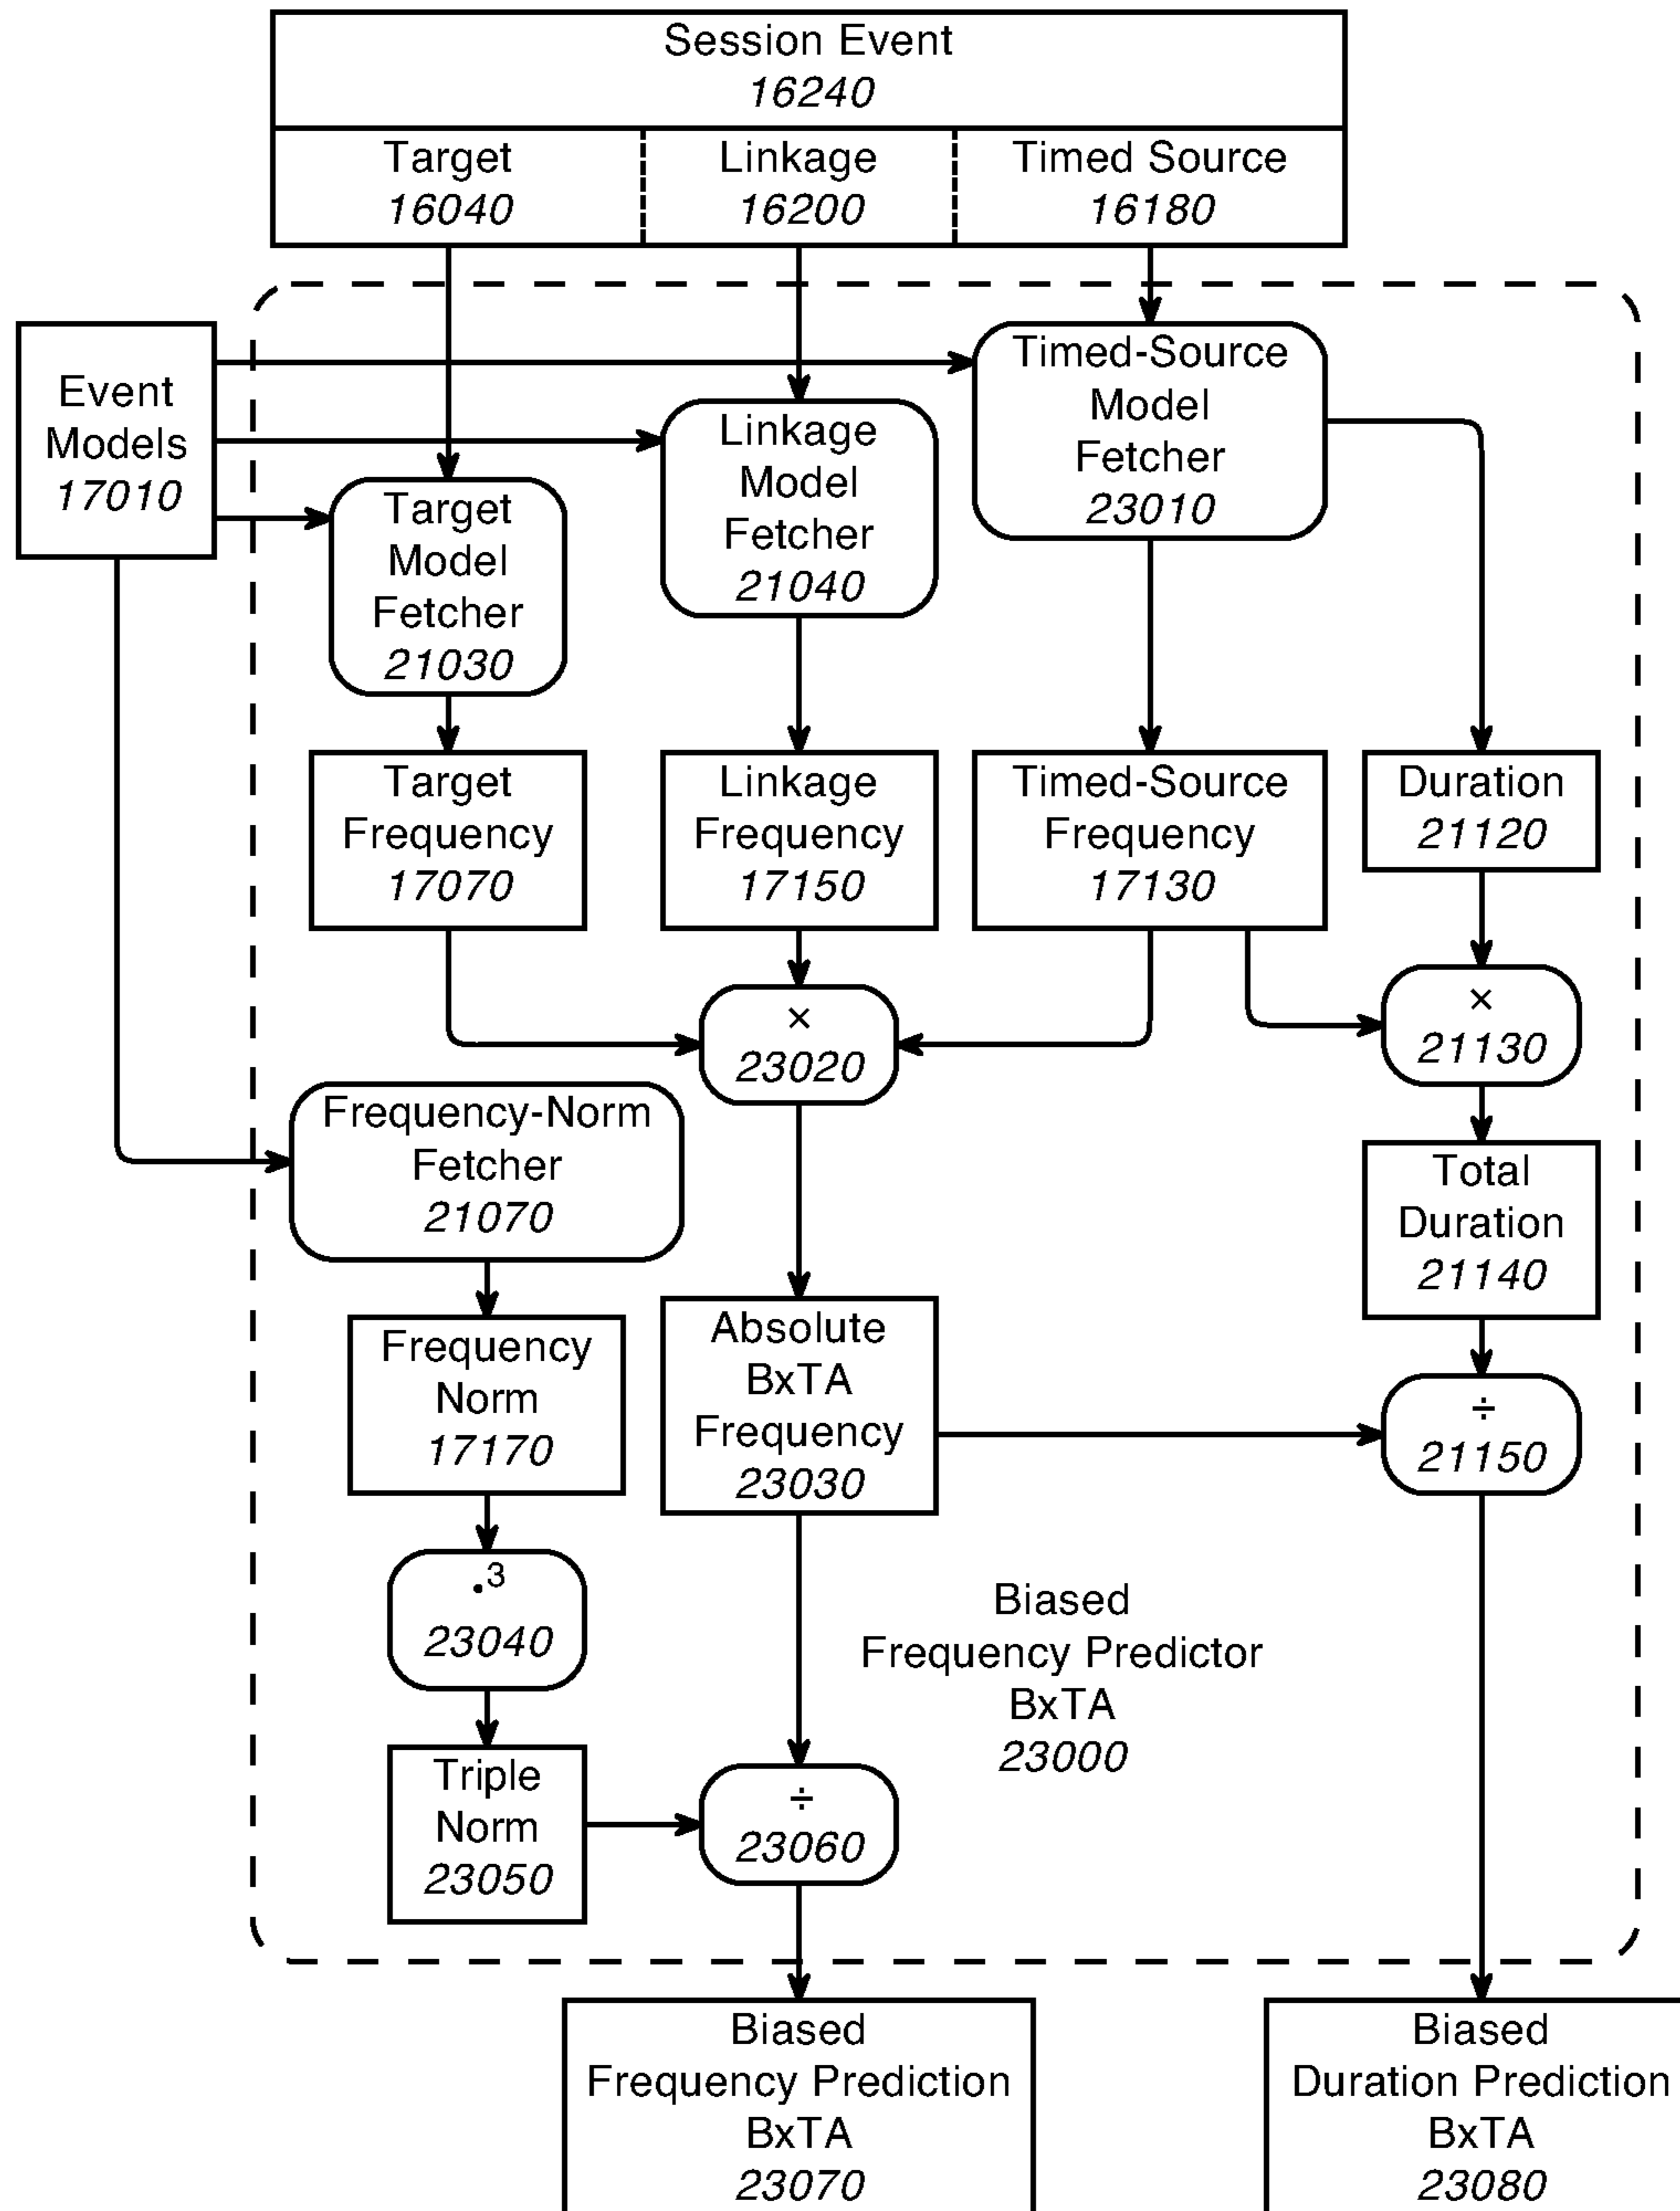 Session Event
16240
Target
16040
Linkage
16200
Timed Source
16180
Event
Models
17010
Timed-Source
Model
Fetcher
23010
Linkage
Model
Fetcher
21040
Target
Model
Fetcher
21030
Target
Frequency
17070
Linkage
Frequency
17150
Timed-Source
Frequency
17130
Duration
21120
×
23020
×
21130
Frequency-Norm
Fetcher
21070
Total
Duration
21140
Frequency
Norm
17170
Absolute
BxTA
Frequency
23030
÷
21150
.³
23040
Biased
Frequency Predictor
BxTA
23000
Triple
Norm
23050
÷
23060
Biased
Frequency Prediction
BxTA
23070
Biased
Duration Prediction
BxTA
23080